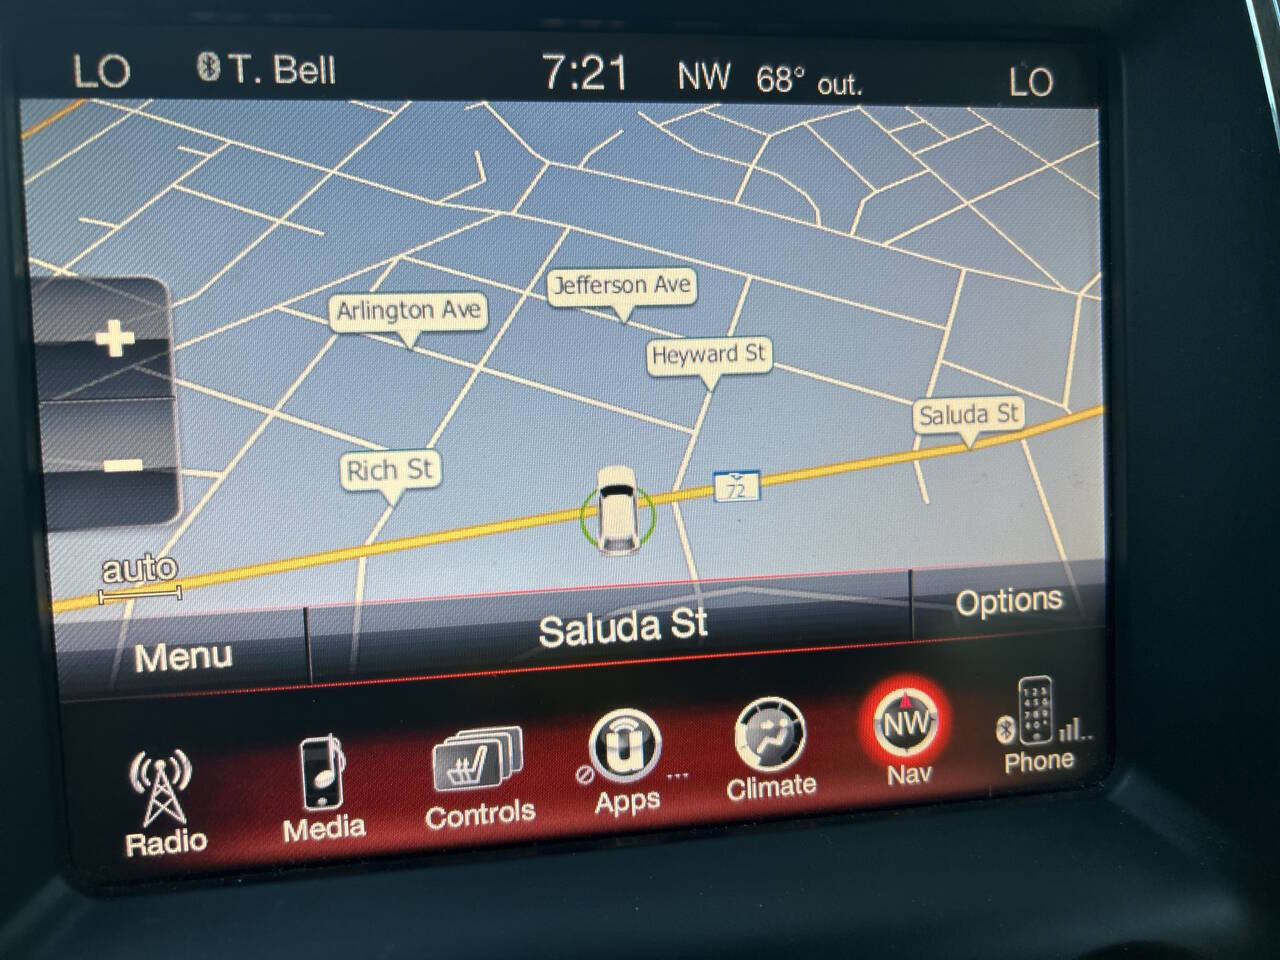 LO
T. Bell
7:21
NW
68° out.
LO
Jefferson Ave
Arlington Ave
Heyward St
Saluda St
Rich St
72
+
-
auto
Menu
Saluda St
Options
Radio
Media
Controls
Apps
Climate
NW
Nav
Phone